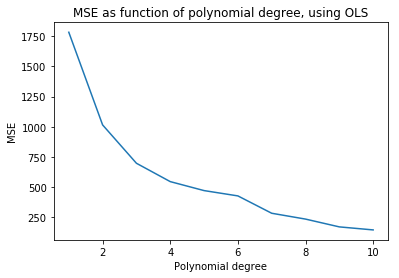 MSE as function of polynomial degree, using OLS
1750
1500
1250
1000
750
500
250
MSE
2 4 6 8 10
Polynomial degree